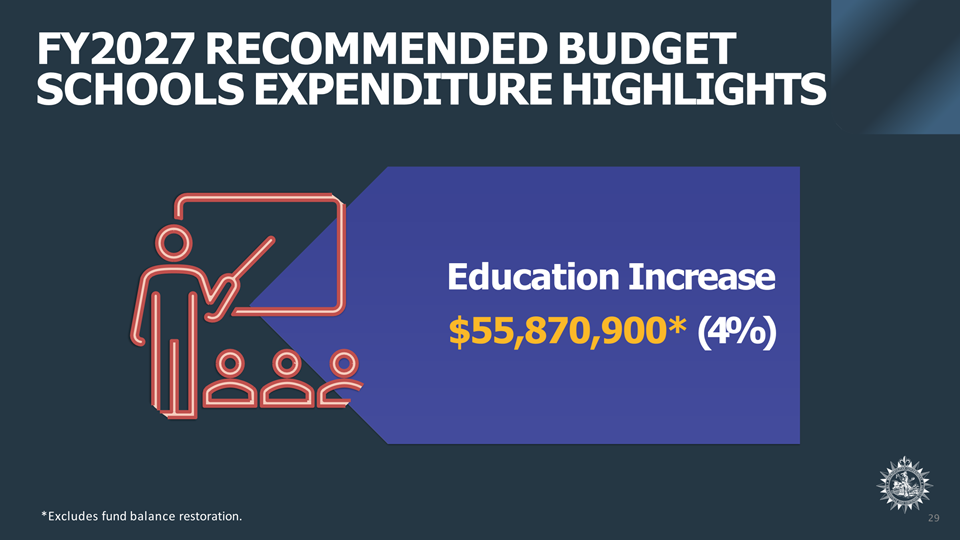 FY2027 RECOMMENDED BUDGET
SCHOOLS EXPENDITURE HIGHLIGHTS
Education Increase
$55,870,900* (4%)
*Excludes fund balance restoration.
29